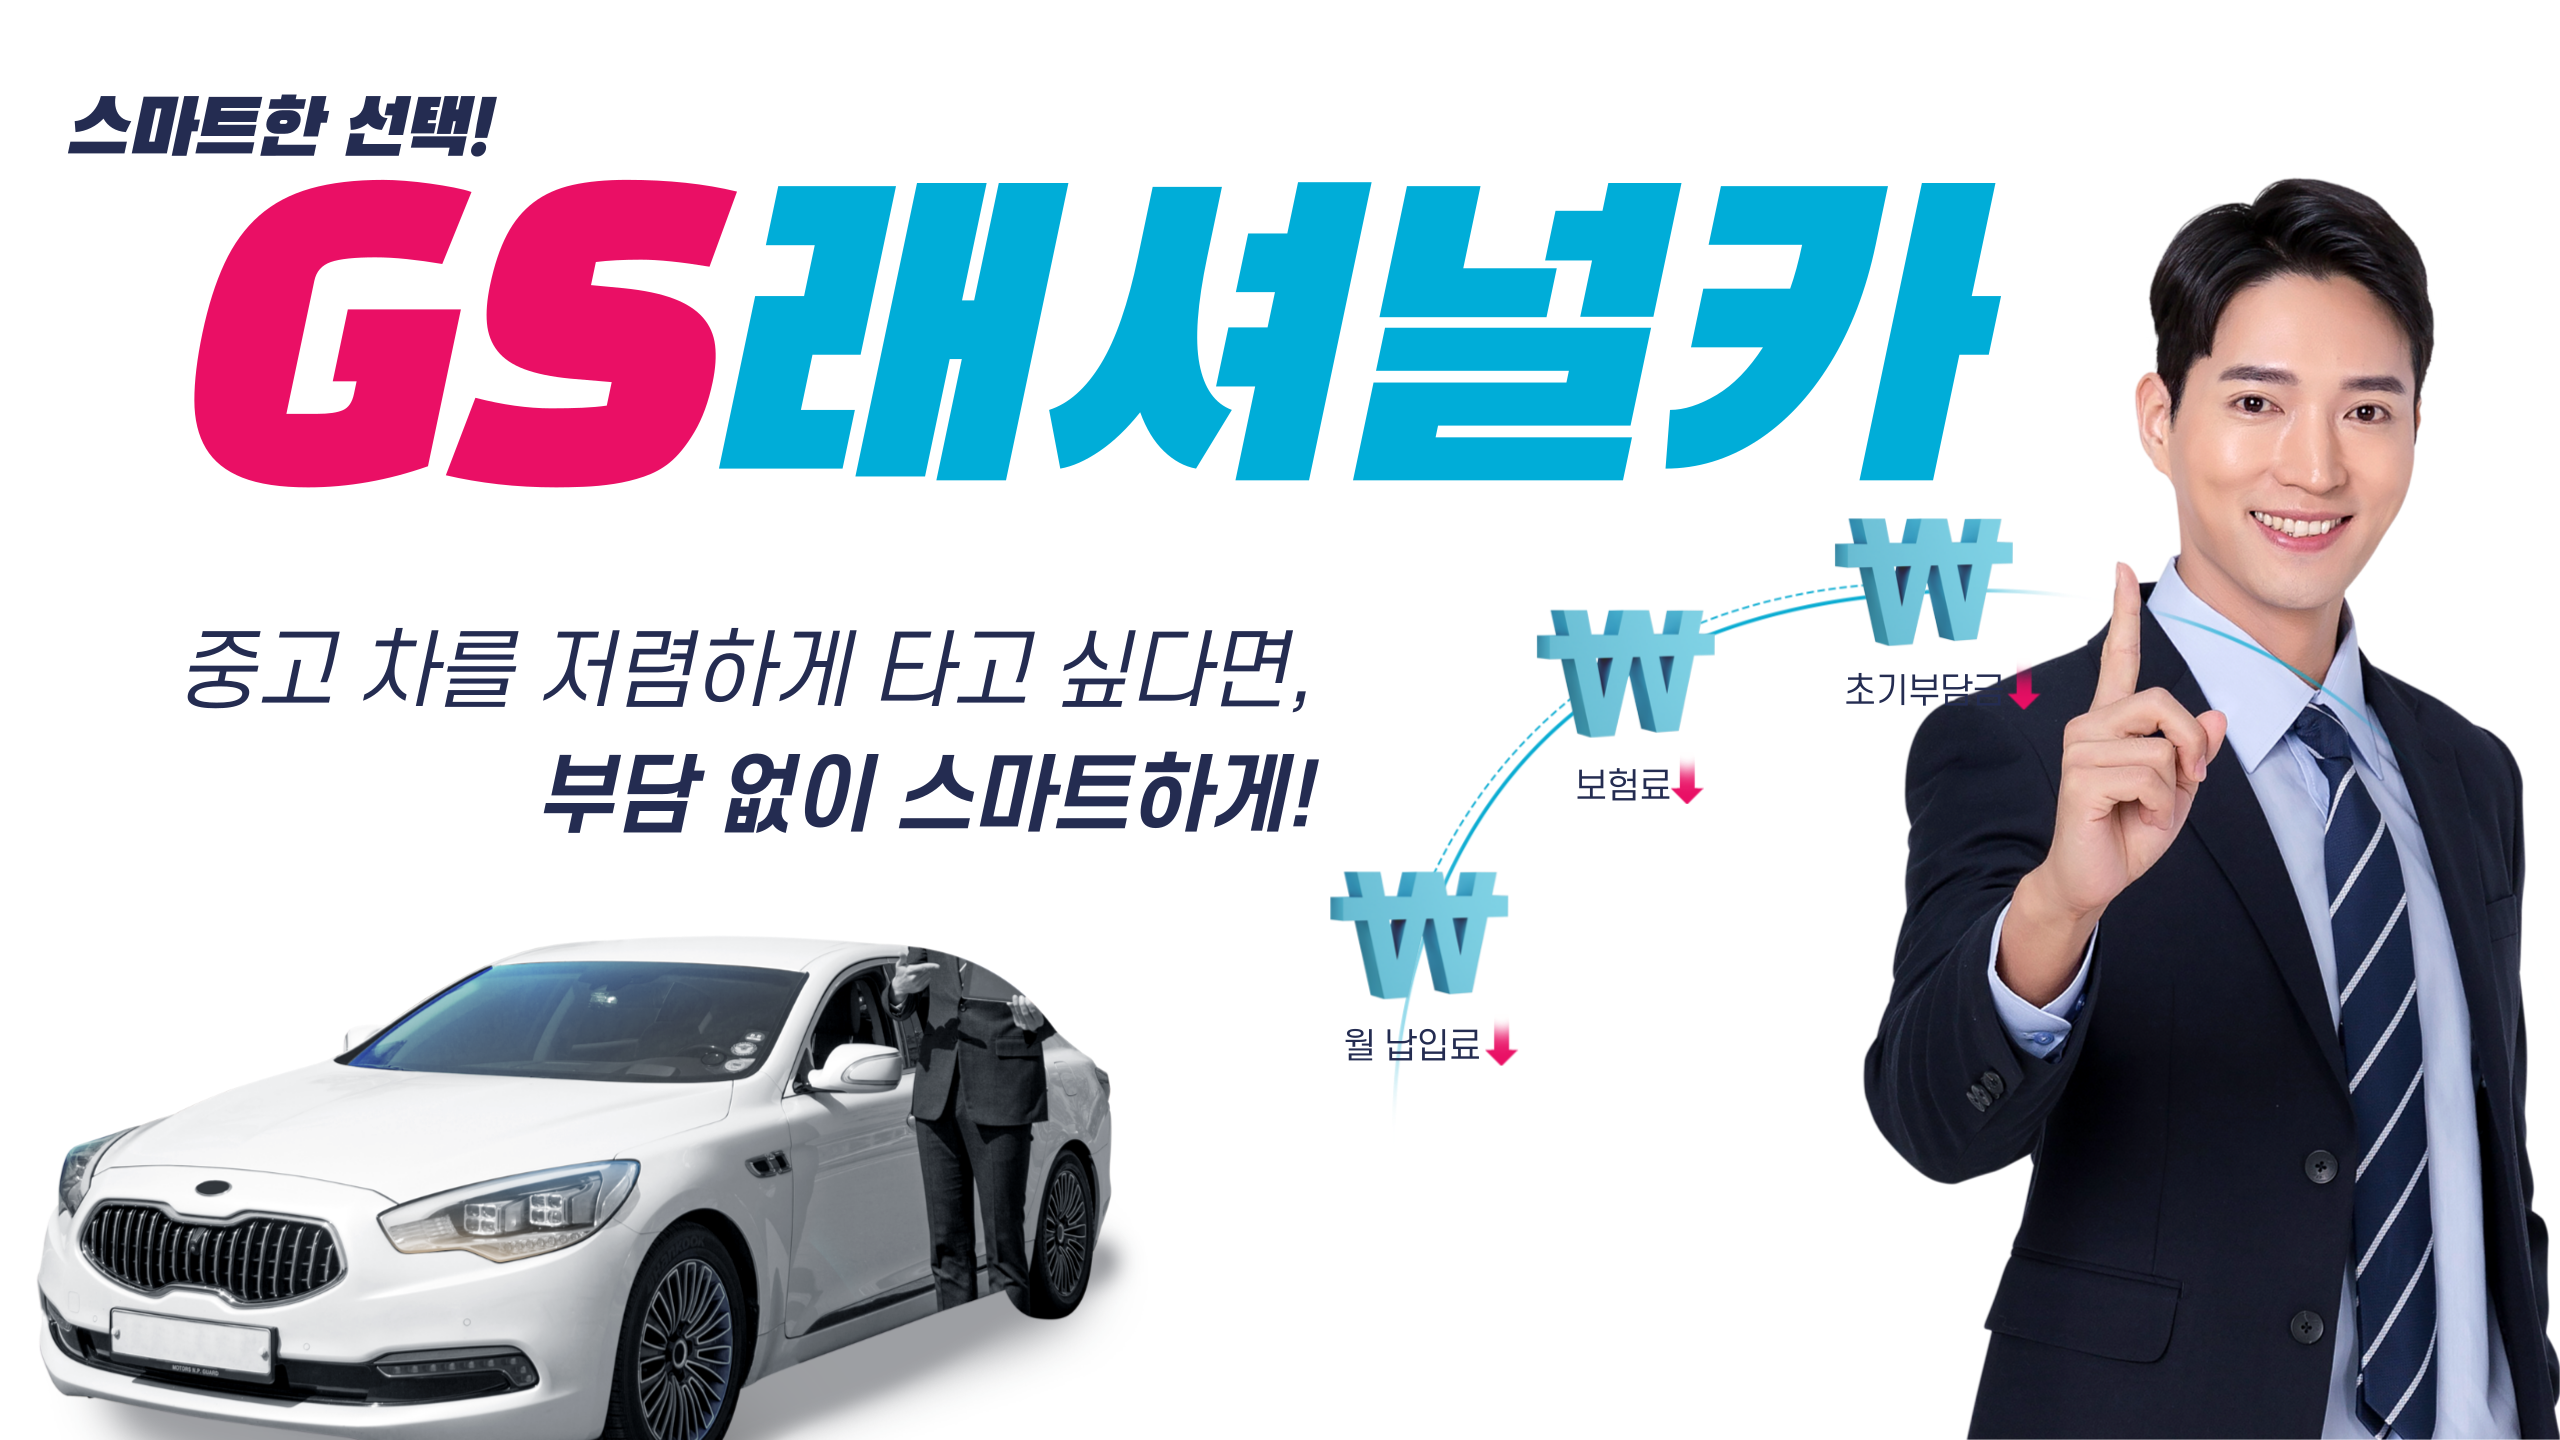 스마트한 선택!
GS래셔널카
중고 차를 저렴하게 타고 싶다면,
부담 없이 스마트하게!
초기부담금
보험료
월 납입료
MOTORS N.P. GUARD